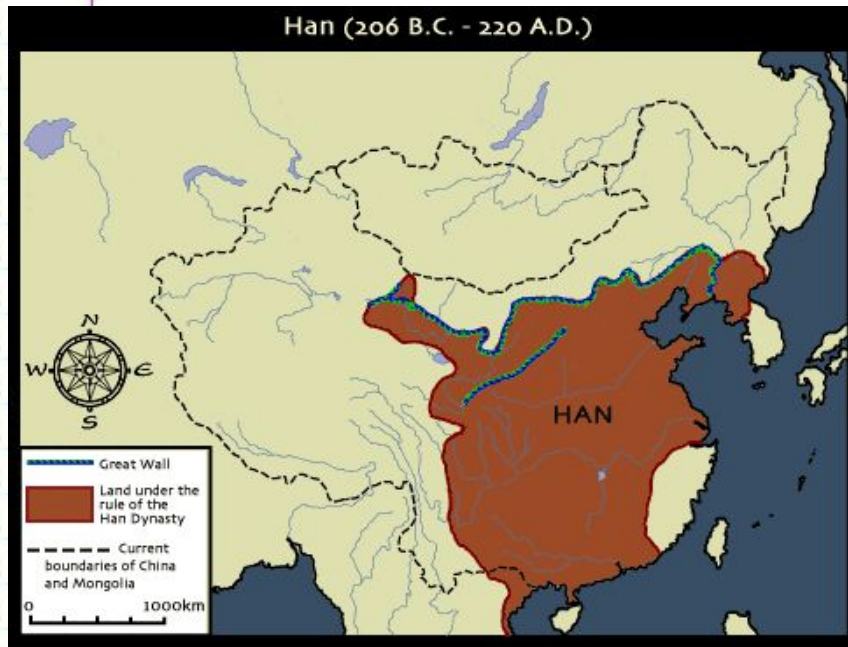 Han (206 B.C. - 220 A.D.)
N
W E
S
HAN
Great Wall
Land under the
rule of the
Han Dynasty
Current
boundaries of China
and Mongolia
0 1000km